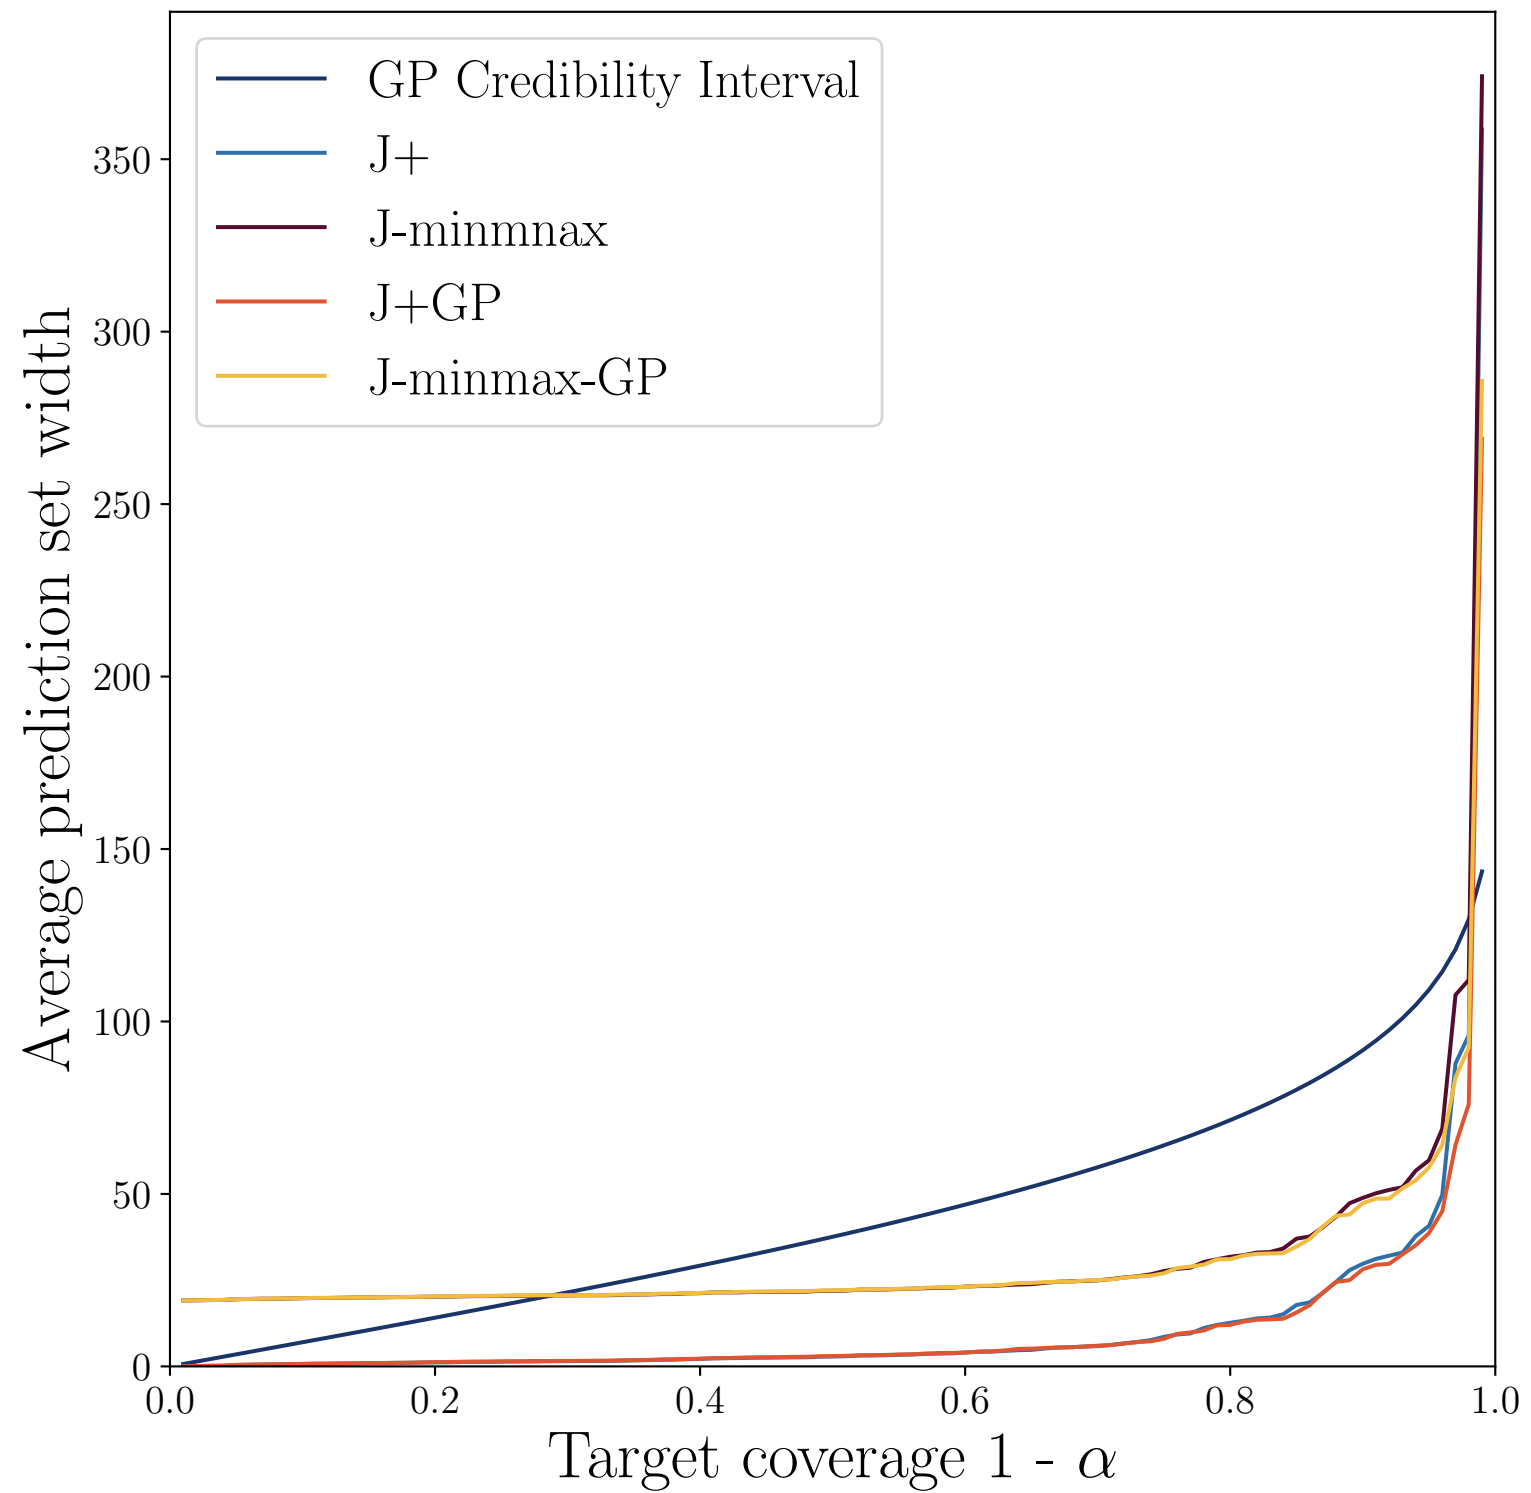 GP Credibility Interval
J+
J-minmnax
J+GP
J-minmax-GP
Average prediction set width
350
300
250
200
150
100
50
0
0.0 0.2 0.4 0.6 0.8 1.0
Target coverage 1 - α